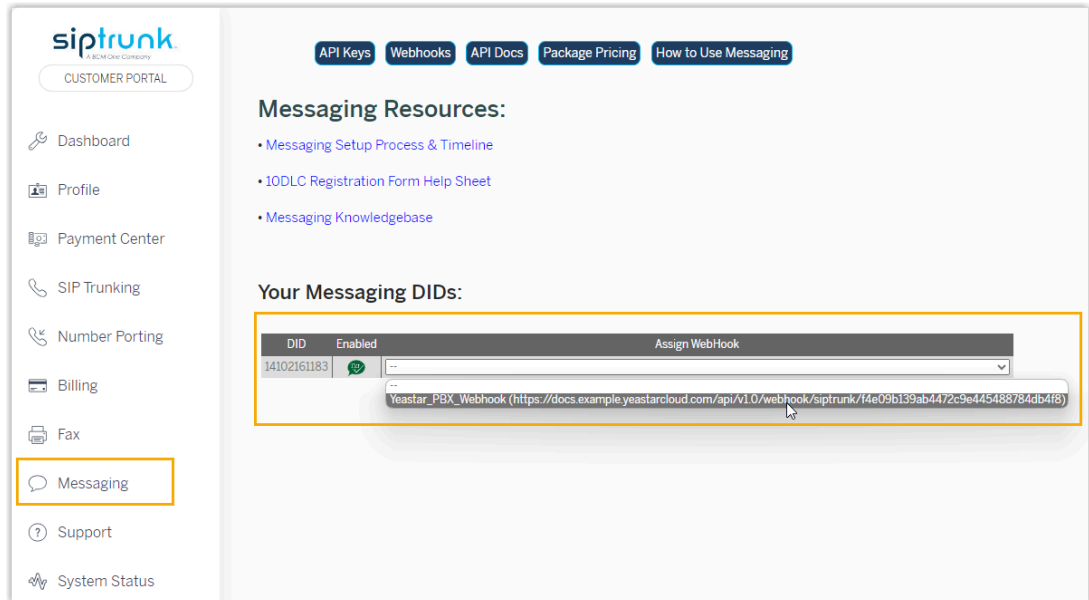 siptrunk.
A BCM One Company
CUSTOMER PORTAL
Dashboard
Profile
Payment Center
SIP Trunking
Number Porting
Billing
Fax
Messaging
Support
System Status
API Keys Webhooks API Docs Package Pricing How to Use Messaging
Messaging Resources:
• Messaging Setup Process & Timeline
• 10DLC Registration Form Help Sheet
• Messaging Knowledgebase
Your Messaging DIDs:
DID Enabled Assign WebHook
14102161183 --
--
Yeastar_PBX_Webhook (https://docs.example.yeastarcloud.com/api/v1.0/webhook/siptrunk/f4e09b139ab4472c9e445488784db4f8)